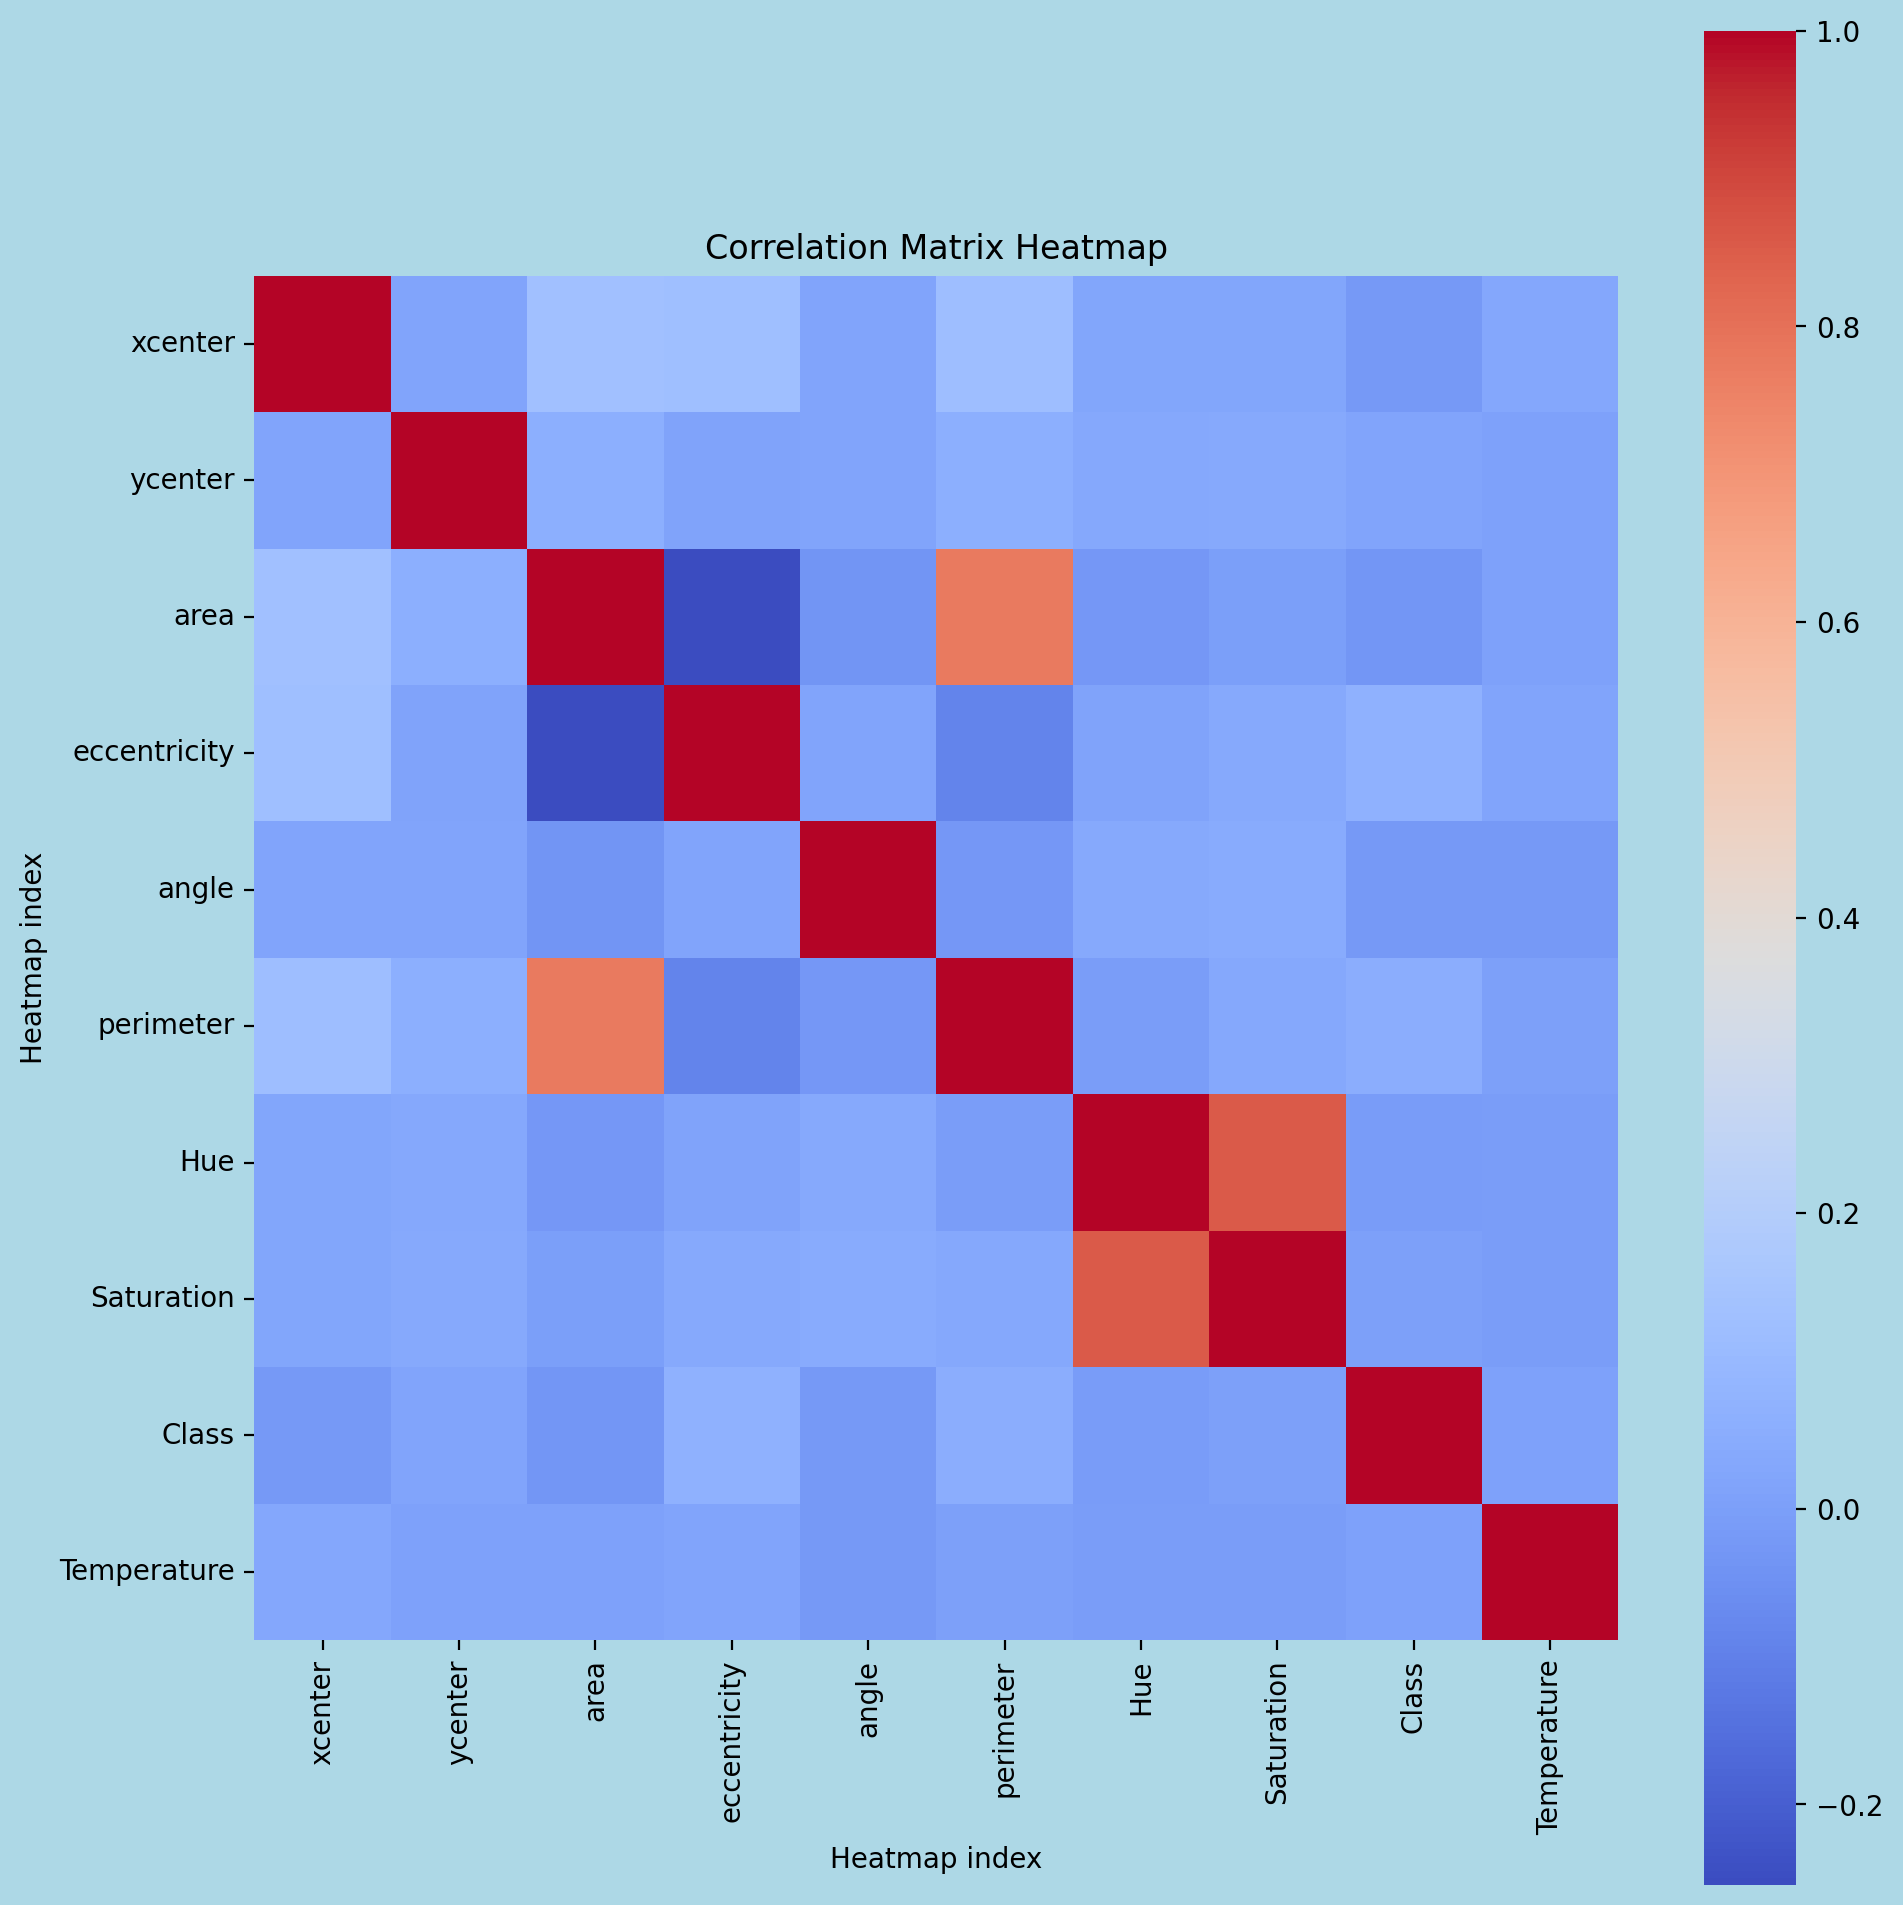 Correlation Matrix Heatmap
Heatmap index
xcenter
ycenter
area
eccentricity
angle
perimeter
Hue
Saturation
Class
Temperature
xcenter
ycenter
area
eccentricity
angle
perimeter
Hue
Saturation
Class
Temperature
Heatmap index
1.0
0.8
0.6
0.4
0.2
0.0
−0.2